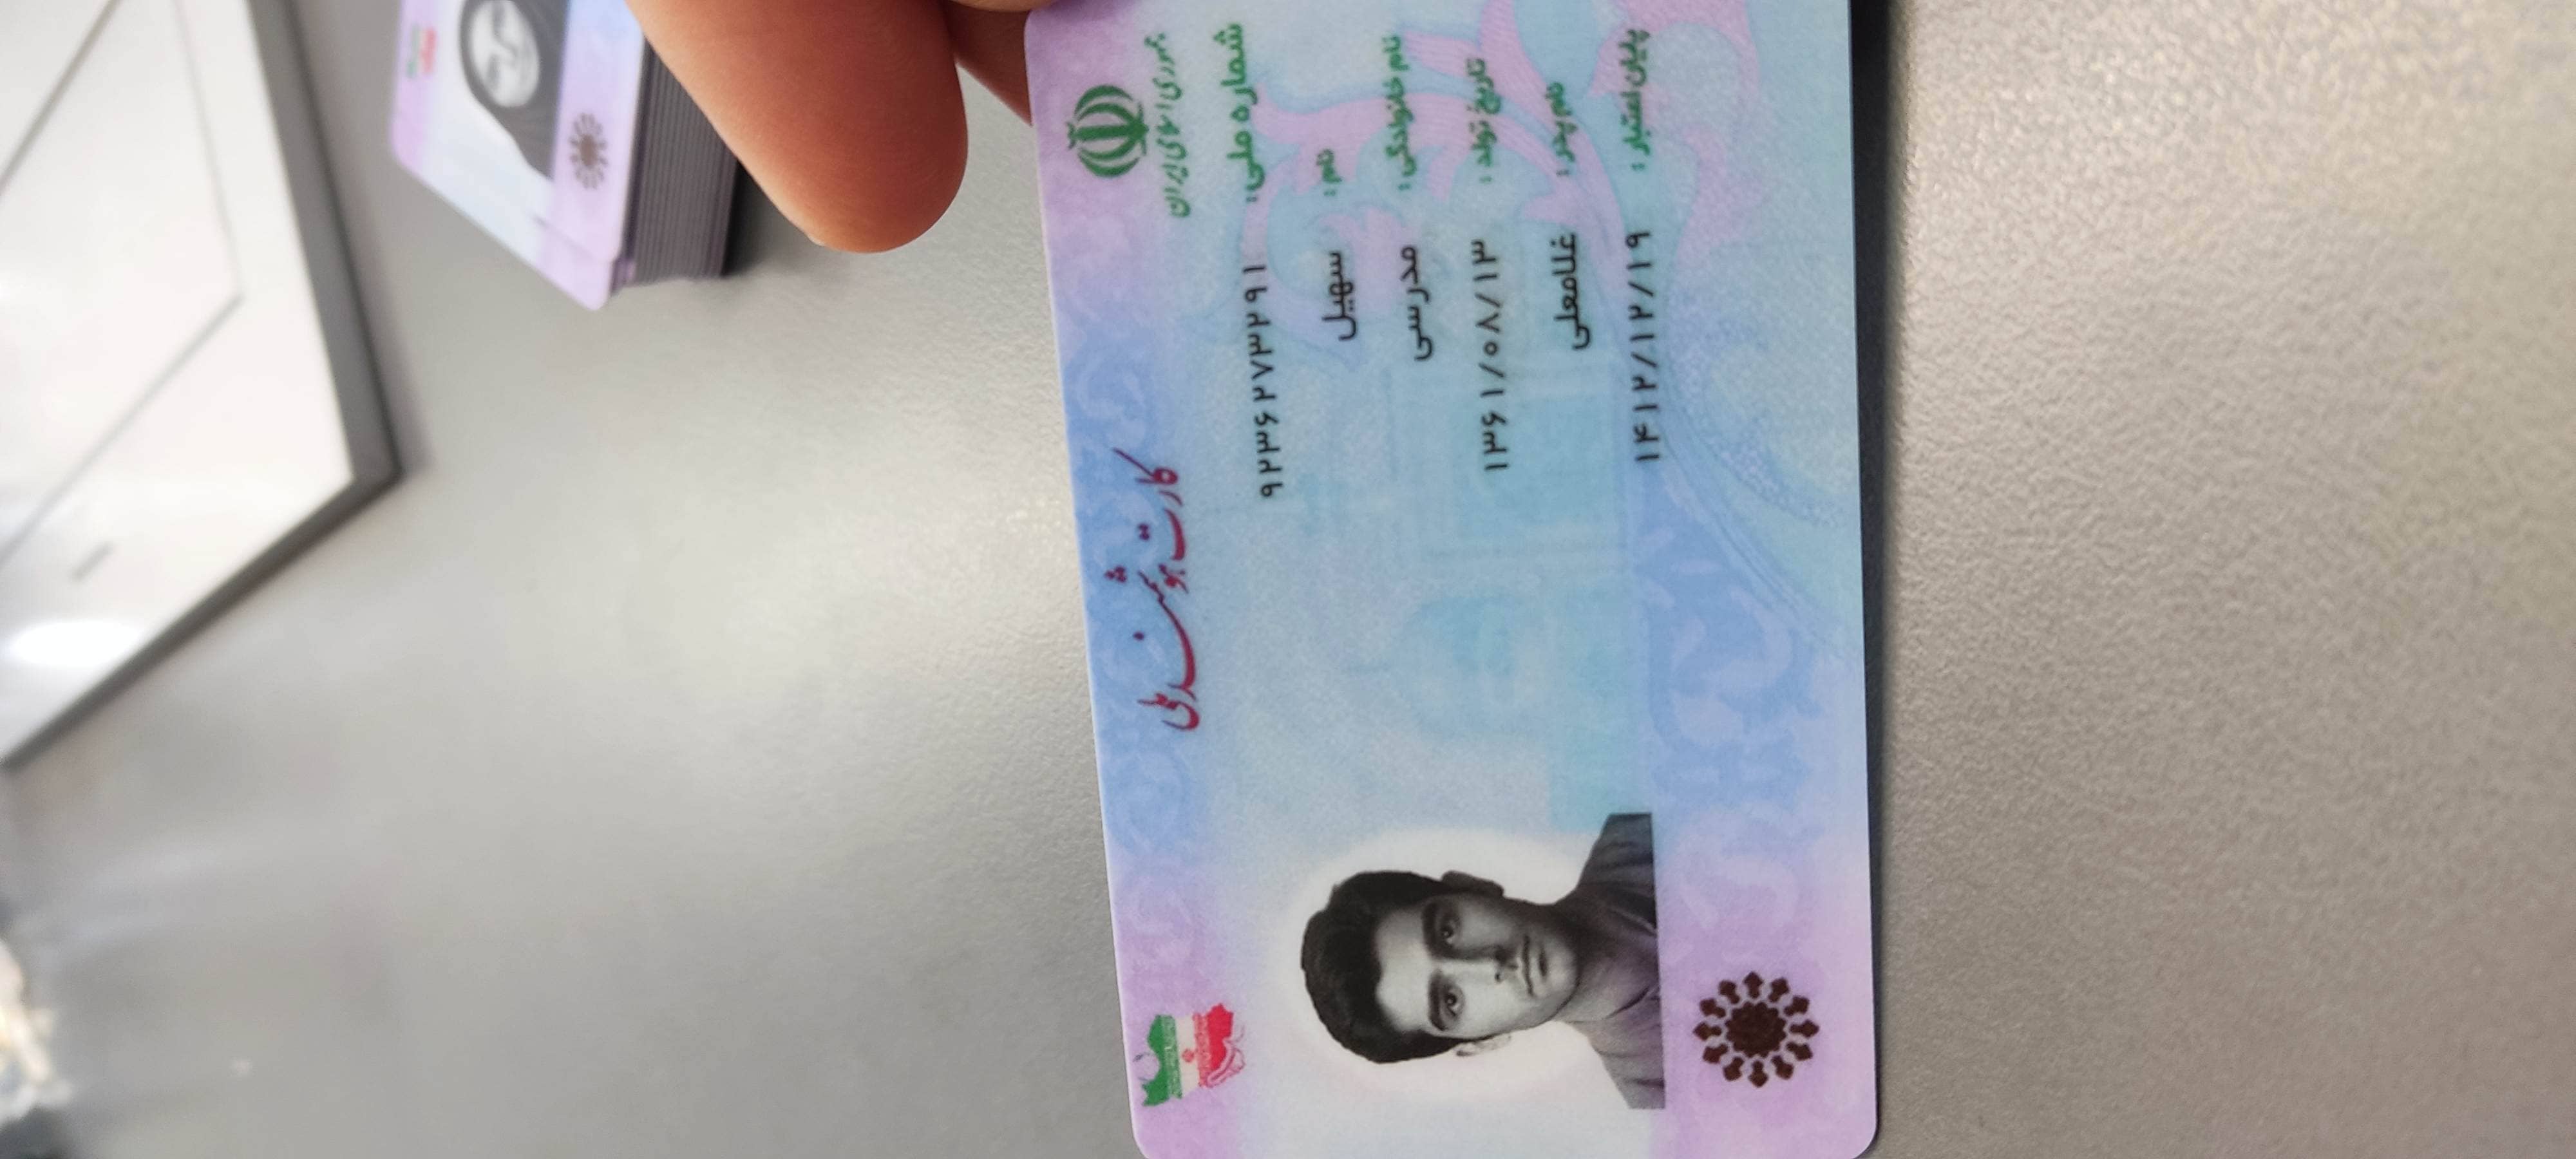 جمهوری اسلامی ایران
کارت هوشمند ملی
شماره ملی: ۹۲۳۶۲۷۳۲۹۱
نام: سهیل
نام خانوادگی: مدرسی
تاریخ تولد: ۱۳۶۱/۰۸/۱۳
نام پدر: غلامعلی
پایان اعتبار: ۱۴۱۲/۱۲/۱۹